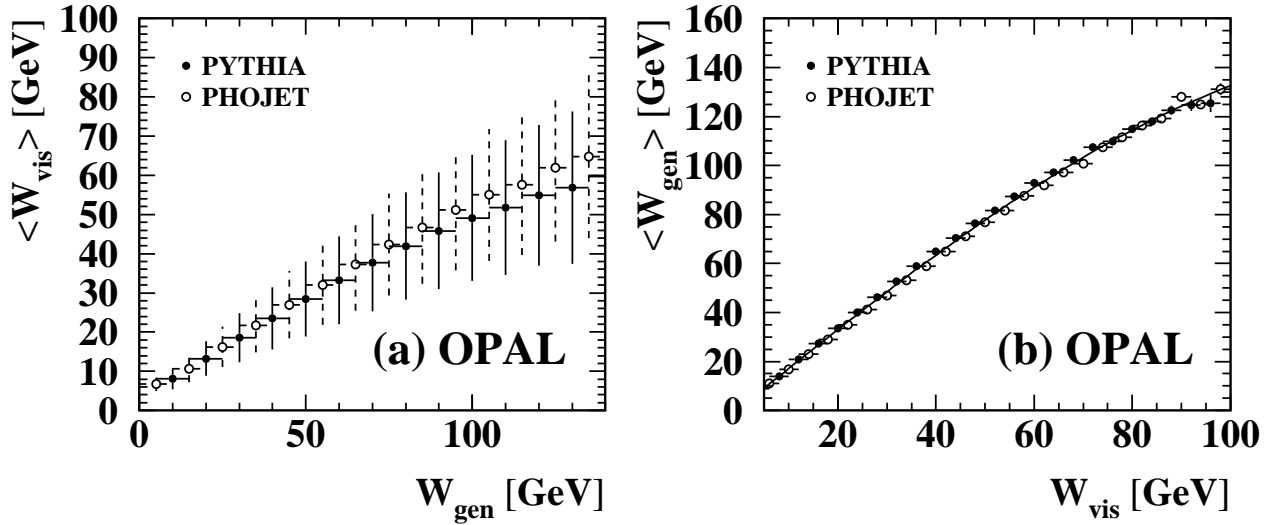 <W_vis> [GeV]
100
90
80
70
60
50
40
30
20
10
0
PYTHIA
PHOJET
(a) OPAL
0 50 100
W_gen [GeV]
<W_gen> [GeV]
160
140
120
100
80
60
40
20
0
PYTHIA
PHOJET
(b) OPAL
20 40 60 80 100
W_vis [GeV]